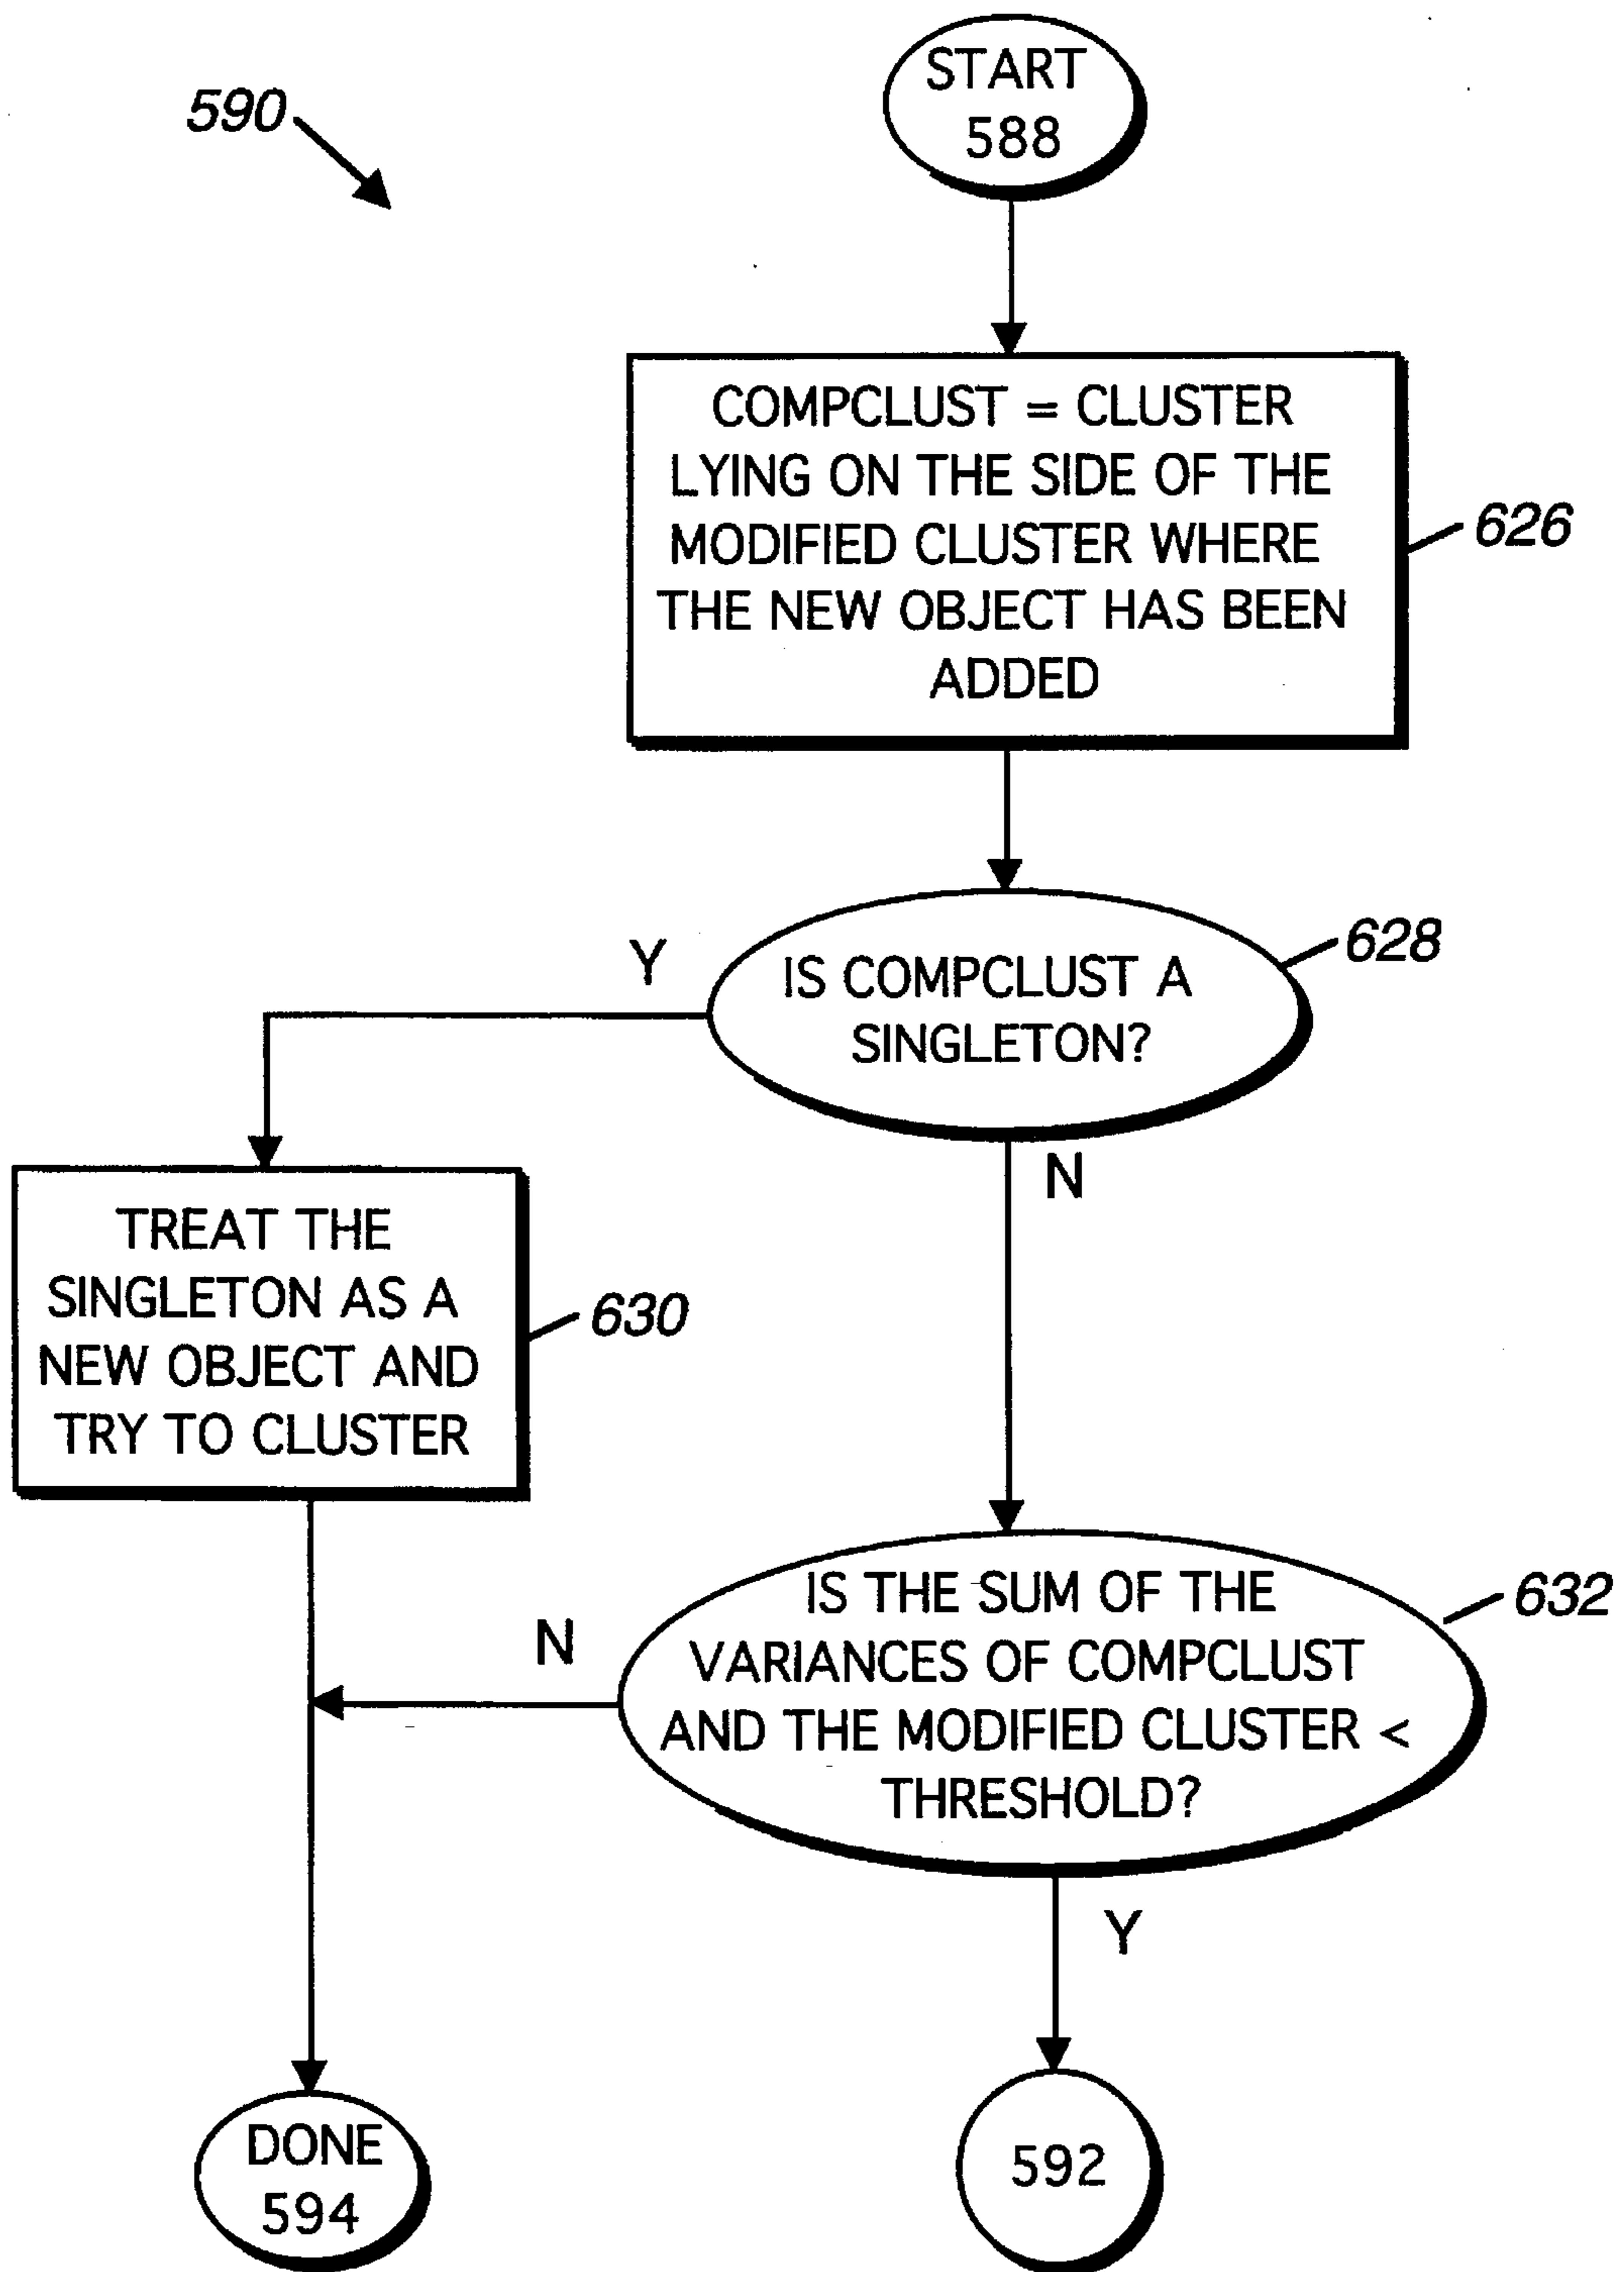 START
588
590
COMPCLUST = CLUSTER
LYING ON THE SIDE OF THE
MODIFIED CLUSTER WHERE
THE NEW OBJECT HAS BEEN
ADDED
626
IS COMPCLUST A
SINGLETON?
628
Y
N
TREAT THE
SINGLETON AS A
NEW OBJECT AND
TRY TO CLUSTER
630
IS THE SUM OF THE
VARIANCES OF COMPCLUST
AND THE MODIFIED CLUSTER <
THRESHOLD?
632
N
Y
DONE
594
592